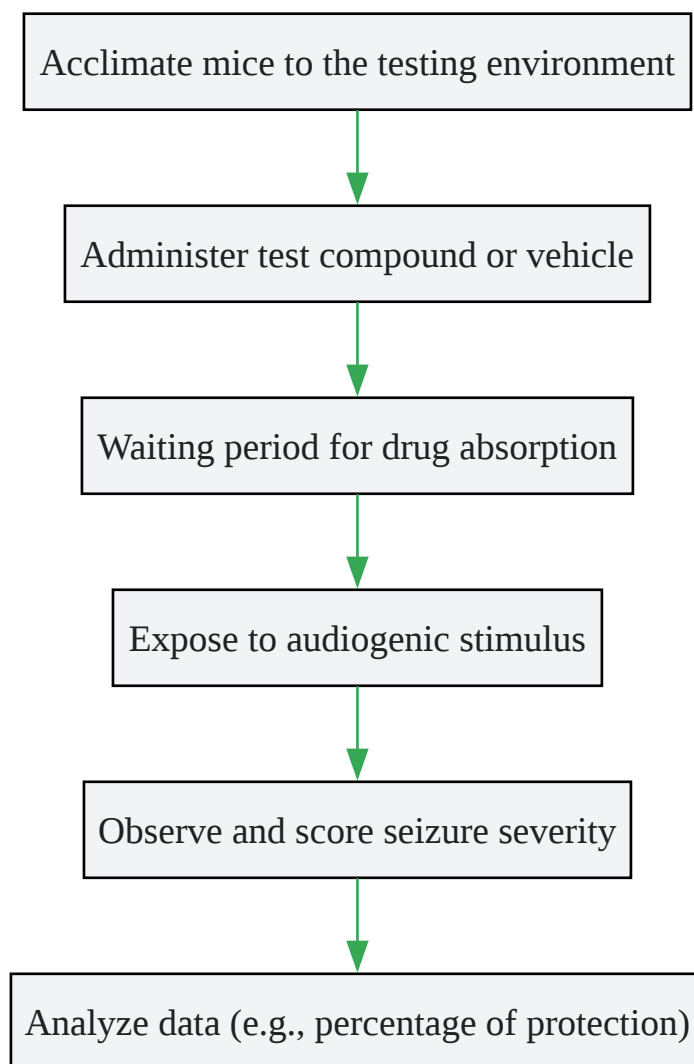 Acclimate mice to the testing environment
Administer test compound or vehicle
Waiting period for drug absorption
Expose to audiogenic stimulus
Observe and score seizure severity
Analyze data (e.g., percentage of protection)